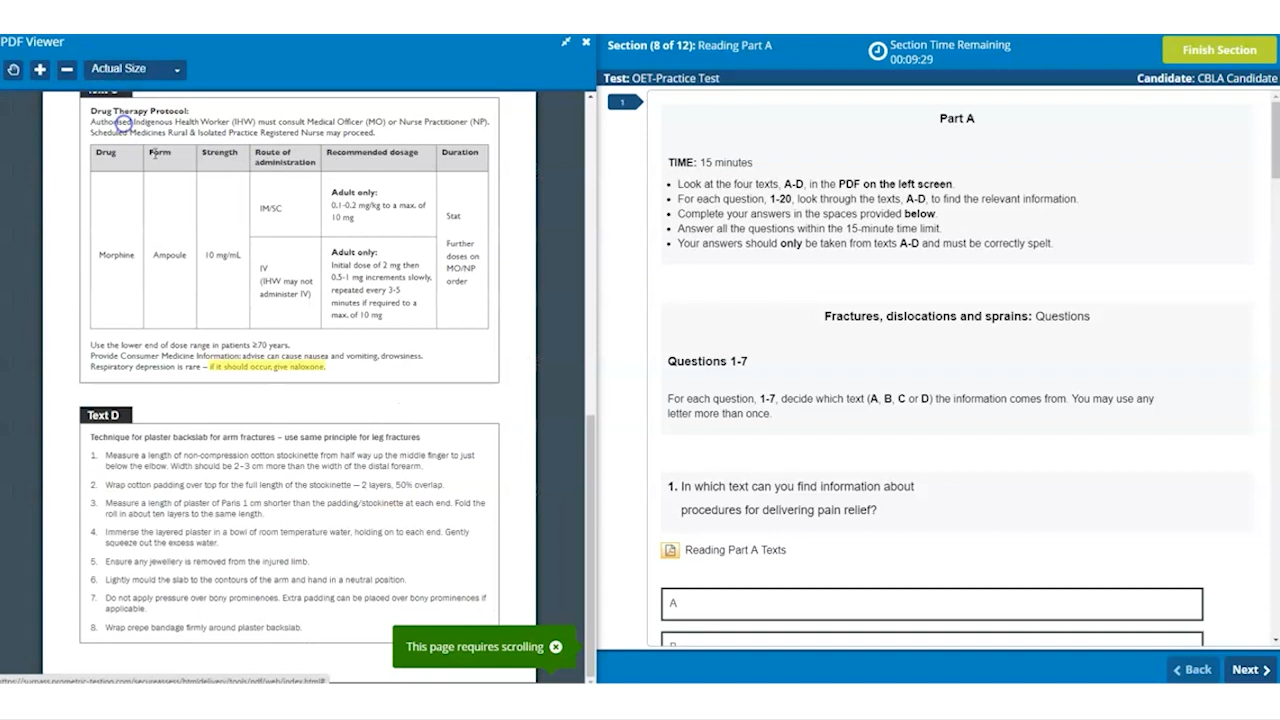 PDF Viewer
Actual Size
Drug Therapy Protocol:
Authorised Indigenous Health Worker (IHW) must consult Medical Officer (MO) or Nurse Practitioner (NP).
Scheduled Medicines Rural & Isolated Practice Registered Nurse may proceed.
Drug Form Strength Route of administration Recommended dosage Duration
Morphine
Ampoule
10 mg/mL
IM/SC
Adult only:
0.1-0.2 mg/kg to a max. of
10 mg
IV
(IHW may not
administer IV)
Adult only:
Initial dose of 2 mg then
0.5-1 mg increments slowly,
repeated every 3-5
minutes if required to a
max. of 10 mg
Stat
Further
doses on
MO/NP
order
Use the lower end of dose range in patients ≥70 years.
Provide Consumer Medicine Information: advise can cause nausea and vomiting, drowsiness.
Respiratory depression is rare – if it should occur, give naloxone.
Text D
Technique for plaster backslab for arm fractures – use same principle for leg fractures
1. Measure a length of non-compression cotton stockinette from half way up the middle finger to just
below the elbow. Width should be 2–3 cm more than the width of the distal forearm.
2. Wrap cotton padding over top for the full length of the stockinette — 2 layers, 50% overlap.
3. Measure a length of plaster of Paris 1 cm shorter than the padding/stockinette at each end. Fold the
roll in about ten layers to the same length.
4. Immerse the layered plaster in a bowl of room temperature water, holding on to each end. Gently
squeeze out the excess water.
5. Ensure any jewellery is removed from the injured limb.
6. Lightly mould the slab to the contours of the arm and hand in a neutral position.
7. Do not apply pressure over bony prominences. Extra padding can be placed over bony prominences if
applicable.
8. Wrap crepe bandage firmly around plaster backslab.
This page requires scrolling
Section (8 of 12): Reading Part A
Section Time Remaining
00:09:29
Finish Section
Test: OET-Practice Test
Candidate: CBLA Candidate
1
Part A
TIME: 15 minutes
• Look at the four texts, A-D, in the PDF on the left screen.
• For each question, 1-20, look through the texts, A-D, to find the relevant information.
• Complete your answers in the spaces provided below.
• Answer all the questions within the 15-minute time limit.
• Your answers should only be taken from texts A-D and must be correctly spelt.
Fractures, dislocations and sprains: Questions
Questions 1-7
For each question, 1-7, decide which text (A, B, C or D) the information comes from. You may use any
letter more than once.
1. In which text can you find information about
procedures for delivering pain relief?
Reading Part A Texts
A
Back
Next